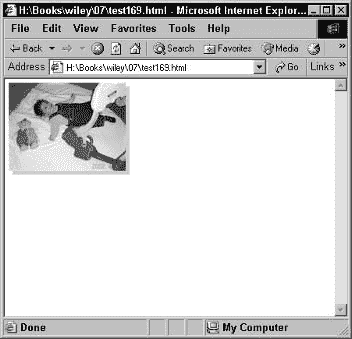 H:\Books\wiley\07\test169.html - Microsoft Internet Explor...
File Edit View Favorites Tools Help
Back Search Favorites Media »
Address H:\Books\wiley\07\test169.html Go Links »
Done My Computer